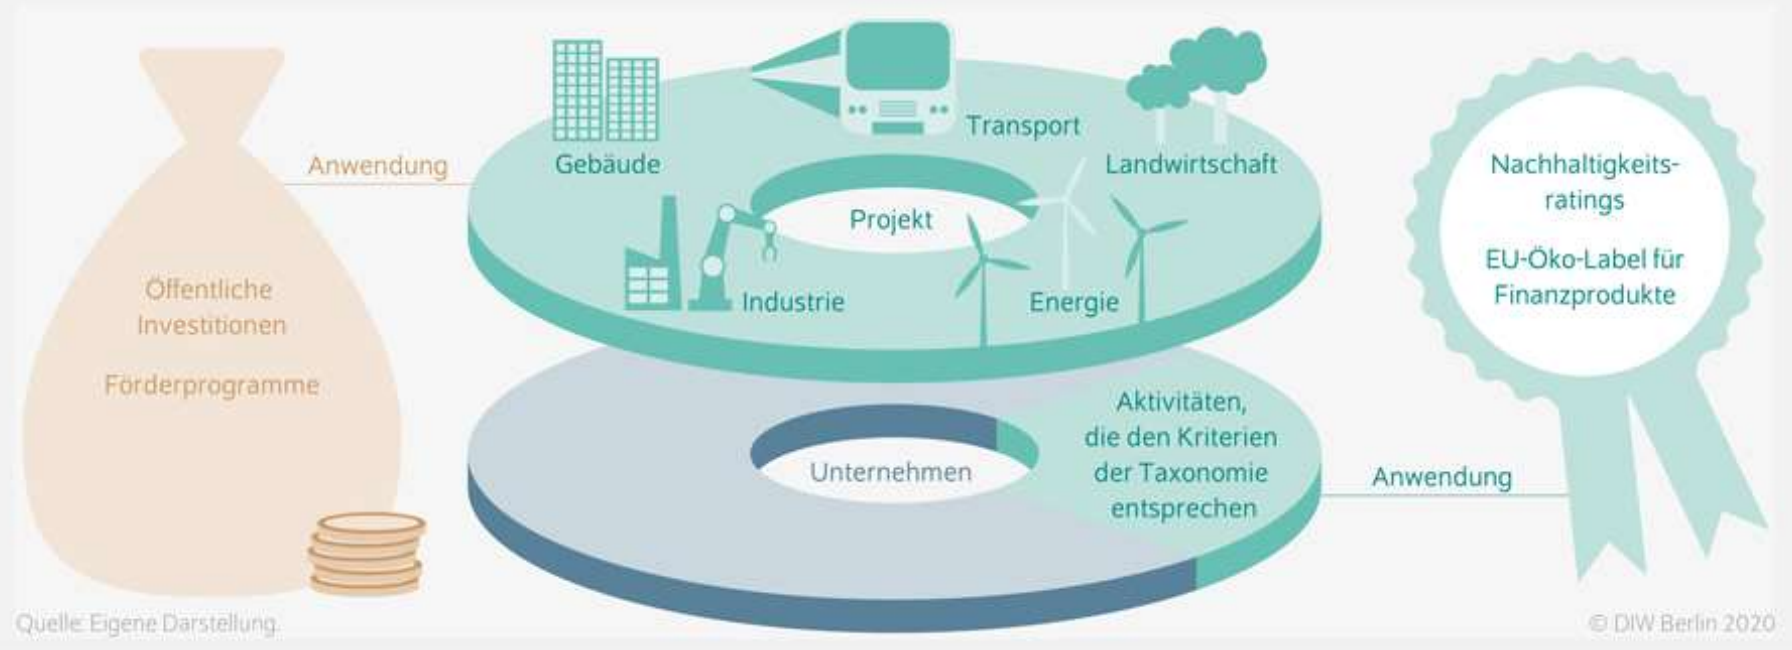 Anwendung
Öffentliche
Investitionen
Förderprogramme
Gebäude
Transport
Landwirtschaft
Projekt
Industrie
Energie
Unternehmen
Aktivitäten,
die den Kriterien
der Taxonomie
entsprechen
Anwendung
Nachhaltigkeits-
ratings
EU-Öko-Label für
Finanzprodukte
Quelle: Eigene Darstellung.
© DIW Berlin 2020